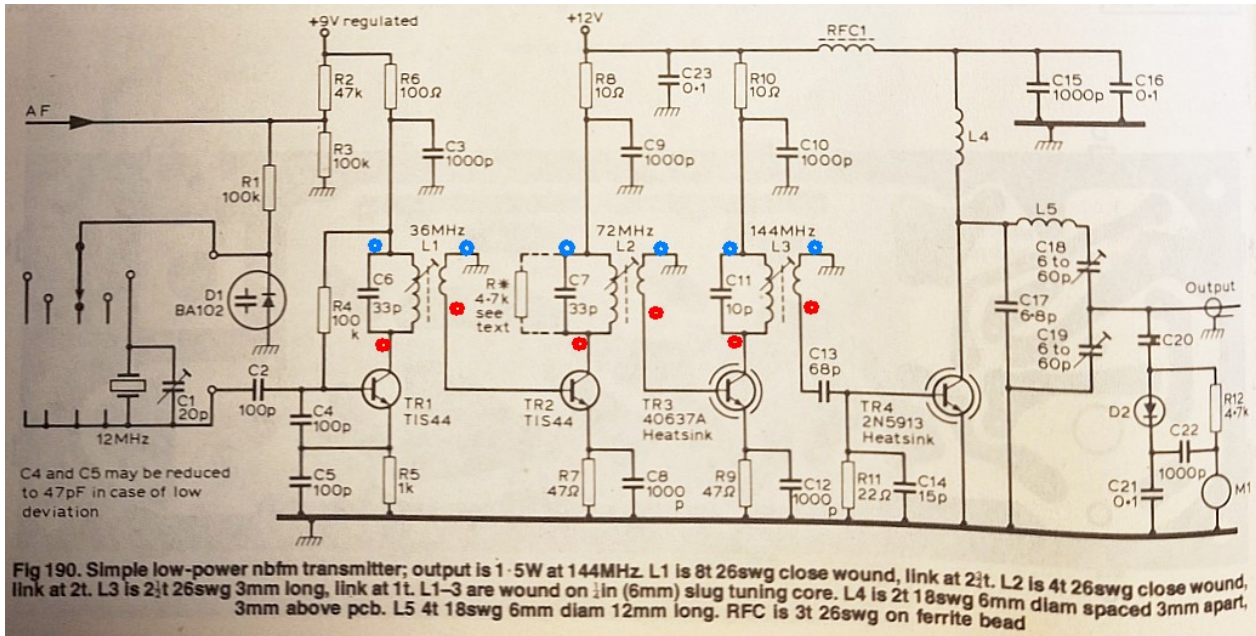 +9V regulated
+12V
RFC1
R2
47k
R6
100Ω
R8
10Ω
C23
0·1
R10
10Ω
C15
1000p
C16
0·1
AF
R3
100k
C3
1000p
C9
1000p
C10
1000p
L4
R1
100k
36MHz
L1
72MHz
L2
144MHz
L3
L5
D1
BA102
R4
100
k
C6
33p
R*
4·7k
see
text
C7
33p
C11
10p
C18
6 to
60p
C17
6·8p
Output
C19
6 to
60p
C20
C1
20p
C2
100p
C13
68p
12MHz
C4
100p
TR1
TIS44
TR2
TIS44
TR3
40637A
Heatsink
TR4
2N5913
Heatsink
D2
R12
4·7k
C22
1000p
C4 and C5 may be reduced
to 47pF in case of low
deviation
C5
100p
R5
1k
R7
47Ω
C8
1000
p
R9
47Ω
C12
1000
p
R11
22Ω
C14
15p
C21
0·1
M1
Fig 190. Simple low-power nbfm transmitter; output is 1·5W at 144MHz. L1 is 8t 26swg close wound, link at 2½t. L2 is 4t 26swg close wound,
link at 2t. L3 is 2½t 26swg 3mm long, link at 1t. L1–3 are wound on ¼in (6mm) slug tuning core. L4 is 2t 18swg 6mm diam spaced 3mm apart,
3mm above pcb. L5 4t 18swg 6mm diam 12mm long. RFC is 3t 26swg on ferrite bead